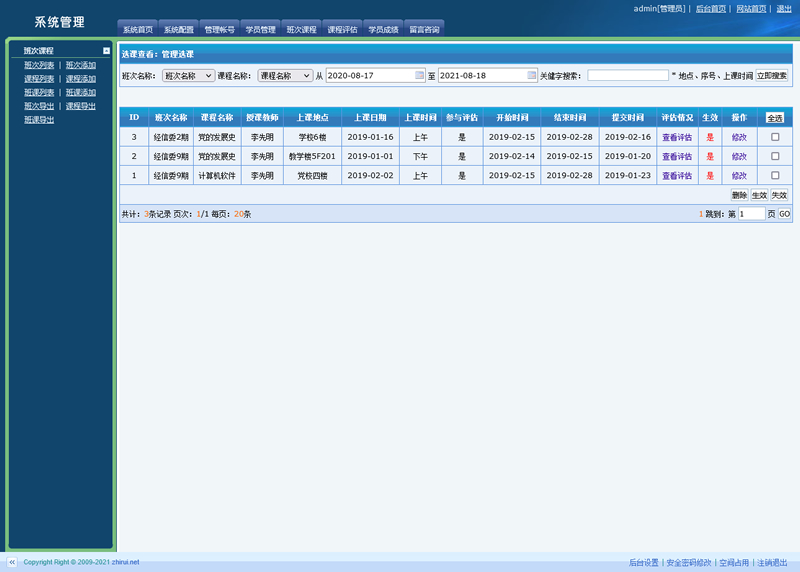 系统管理
admin[管理员] | 后台首页 | 网站首页 | 退出
系统首页 系统配置 管理帐号 学员管理 班次课程 课程评估 学员成绩 留言咨询
班次课程
班次列表 | 班次添加
课程列表 | 课程添加
班课列表 | 班课添加
班次导出 | 课程导出
班课导出
选课查看：管理选课
班次名称： 班次名称 课程名称： 课程名称 从 2020-08-17 至 2021-08-18 关键字搜索： * 地点、序号、上课时间 立即搜索
ID 班次名称 课程名称 授课教师 上课地点 上课日期 上课时间 参与评估 开始时间 结束时间 提交时间 评估情况 生效 操作 全选
3 经信委2期 党的发展史 李先明 学校6楼 2019-01-16 上午 是 2019-02-15 2019-02-28 2019-02-16 查看评估 是 修改
2 经信委9期 党的发展史 李先明 教学楼5F201 2019-01-01 下午 是 2019-02-14 2019-02-15 2019-01-20 查看评估 是 修改
1 经信委9期 计算机软件 李先明 党校四楼 2019-02-02 上午 是 2019-02-15 2019-02-28 2019-01-23 查看评估 是 修改
删除 生效 失效
共计：3条记录 页次：1/1 每页：20条 1 跳到：第 1 页 GO
Copyright Right © 2009-2021 zhirui.net
后台设置 | 安全密码修改 | 空间占用 | 注销退出